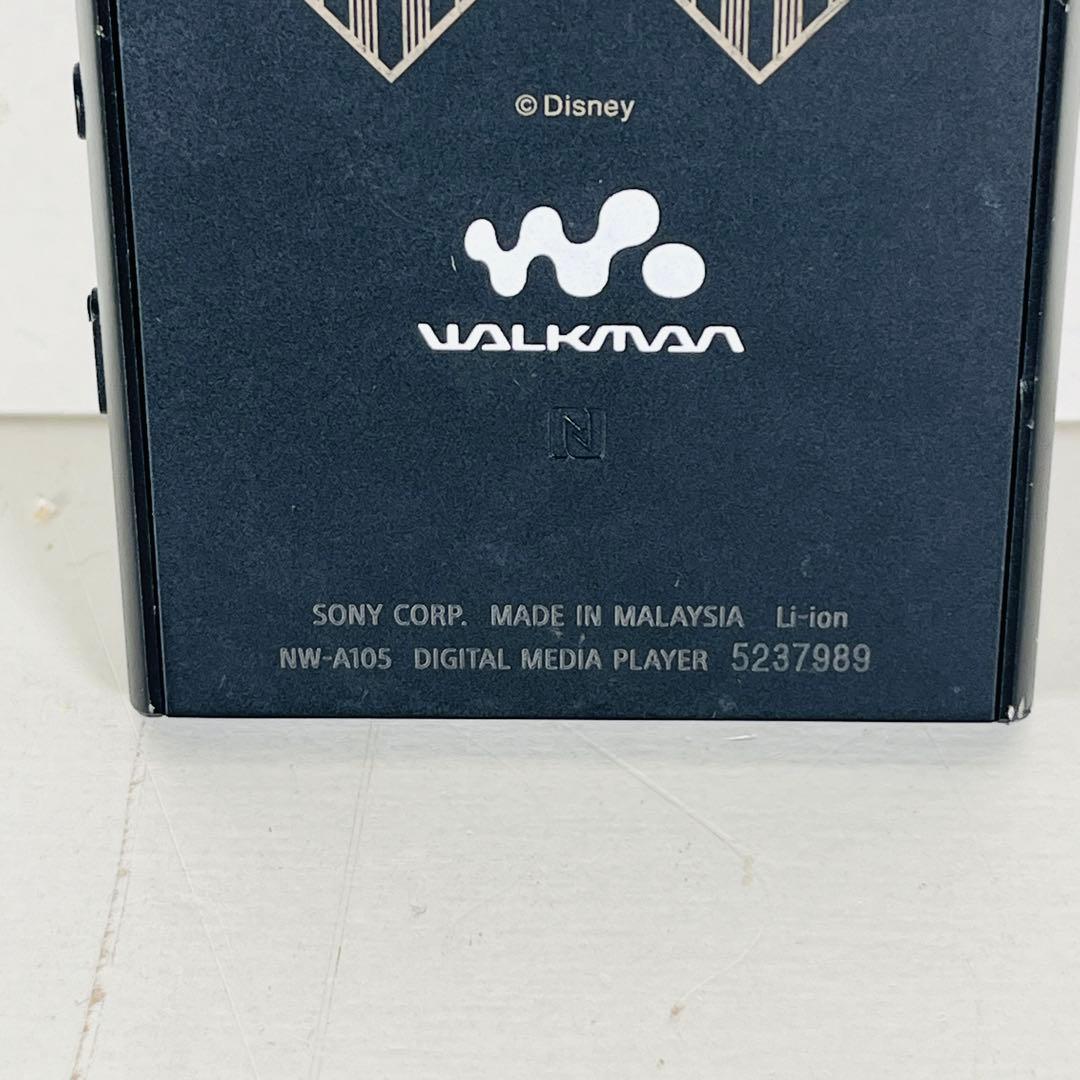 © Disney
WALKMAN
SONY CORP. MADE IN MALAYSIA Li-ion
NW-A105 DIGITAL MEDIA PLAYER 5237989